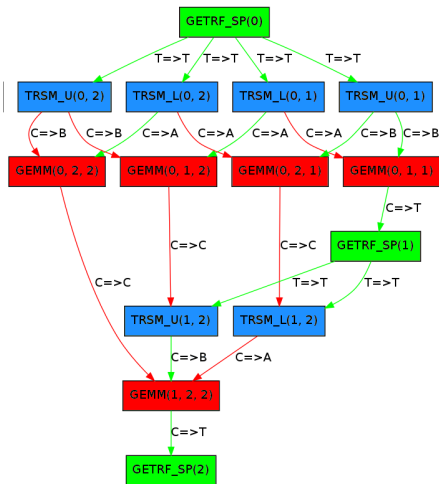 GETRF_SP(0)
T=>T T=>T T=>T T=>T
TRSM_U(0, 2) TRSM_L(0, 2) TRSM_L(0, 1) TRSM_U(0, 1)
C=>B C=>B C=>A C=>A C=>A C=>A C=>B C=>B
GEMM(0, 2, 2) GEMM(0, 1, 2) GEMM(0, 2, 1) GEMM(0, 1, 1)
C=>T
C=>C C=>C GETRF_SP(1)
C=>C T=>T T=>T
TRSM_U(1, 2) TRSM_L(1, 2)
C=>B C=>A
GEMM(1, 2, 2)
C=>T
GETRF_SP(2)